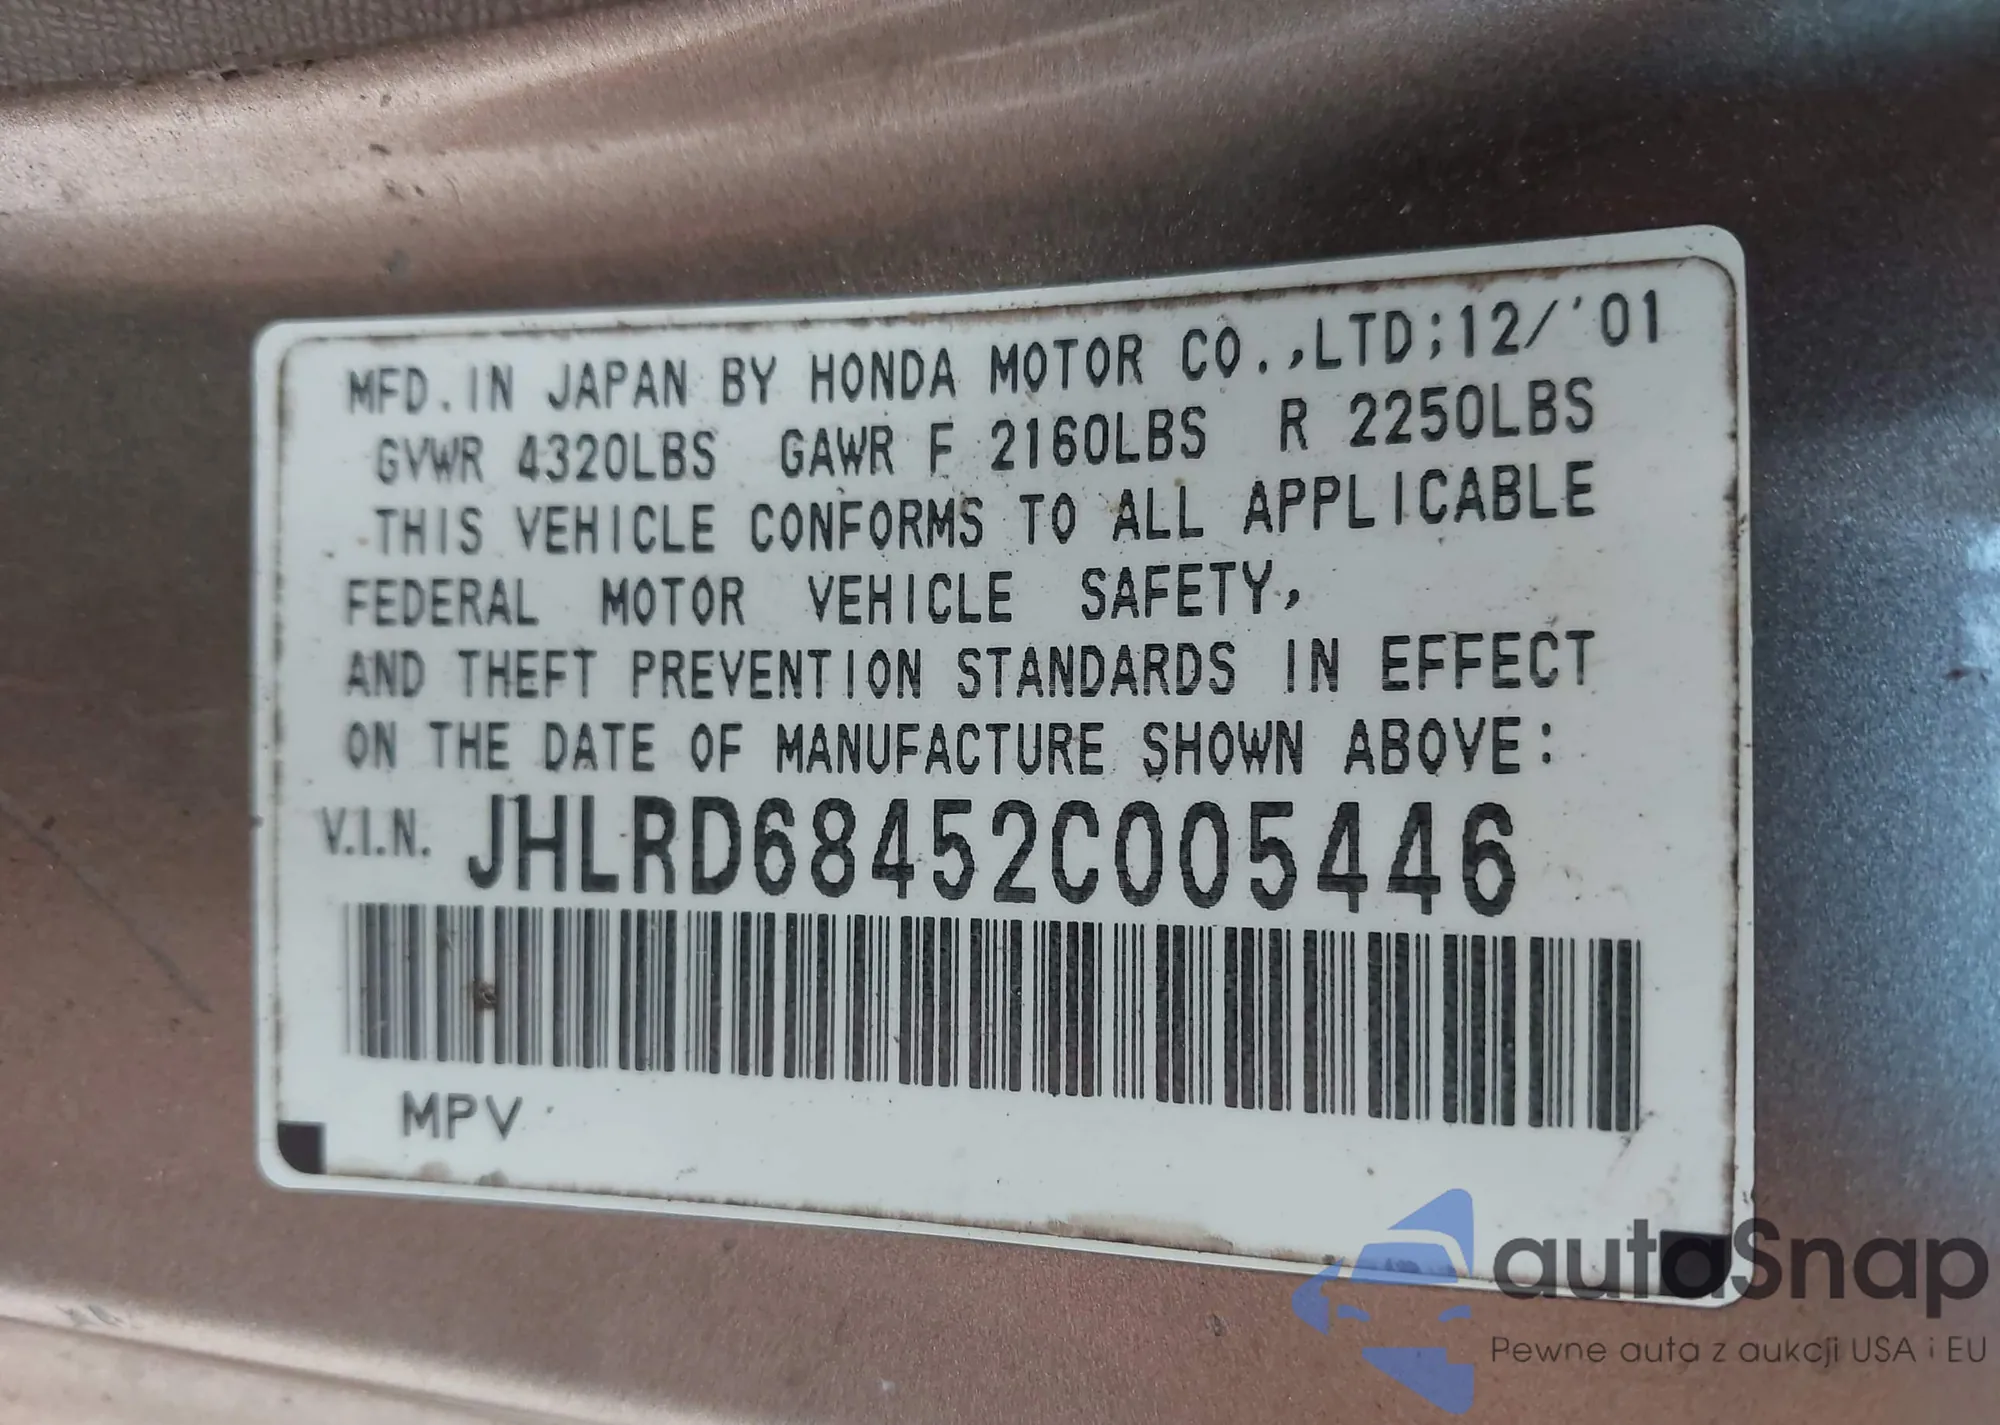 MFD. IN JAPAN BY HONDA MOTOR CO.,LTD;12/'01
GVWR 4320LBS GAWR F 2160LBS R 2250LBS
THIS VEHICLE CONFORMS TO ALL APPLICABLE
FEDERAL MOTOR VEHICLE SAFETY,
AND THEFT PREVENTION STANDARDS IN EFFECT
ON THE DATE OF MANUFACTURE SHOWN ABOVE:
V.I.N. JHLRD68452C005446
MPV
autoSnap
Pewne auta z aukcji USA i EU